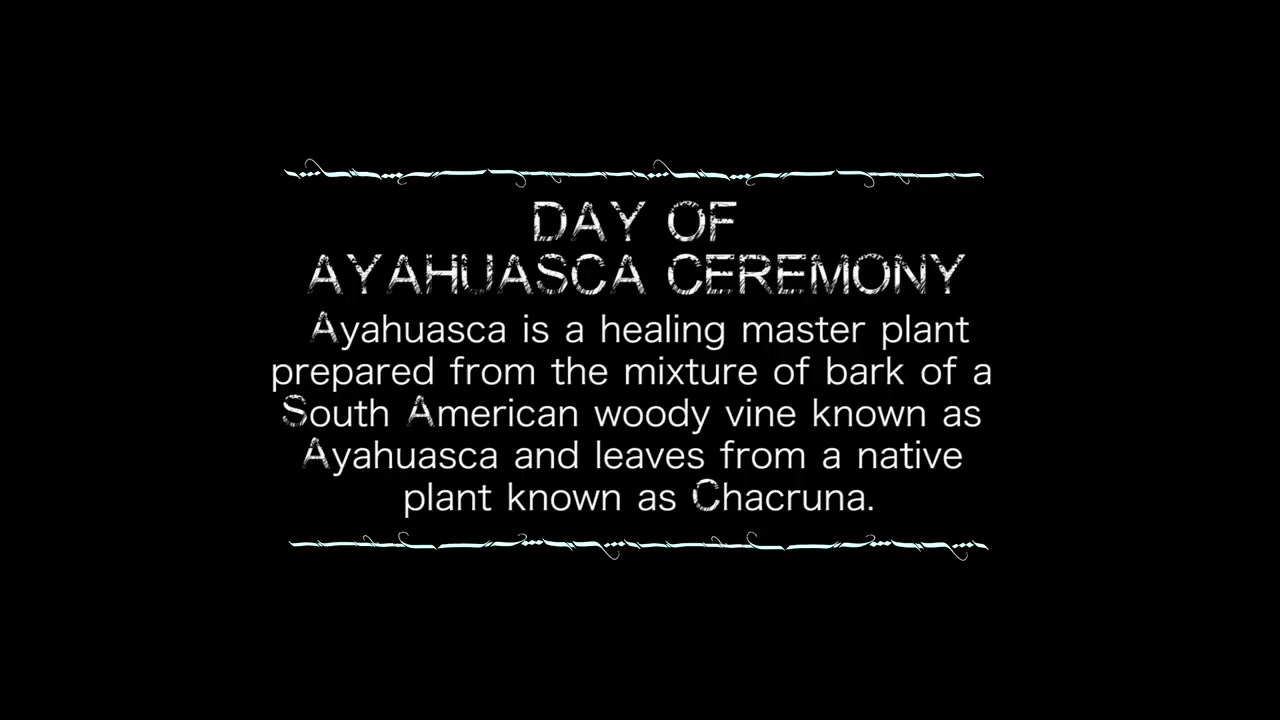 DAY OF
AYAHUASCA CEREMONY
Ayahuasca is a healing master plant
prepared from the mixture of bark of a
South American woody vine known as
Ayahuasca and leaves from a native
plant known as Chacruna.